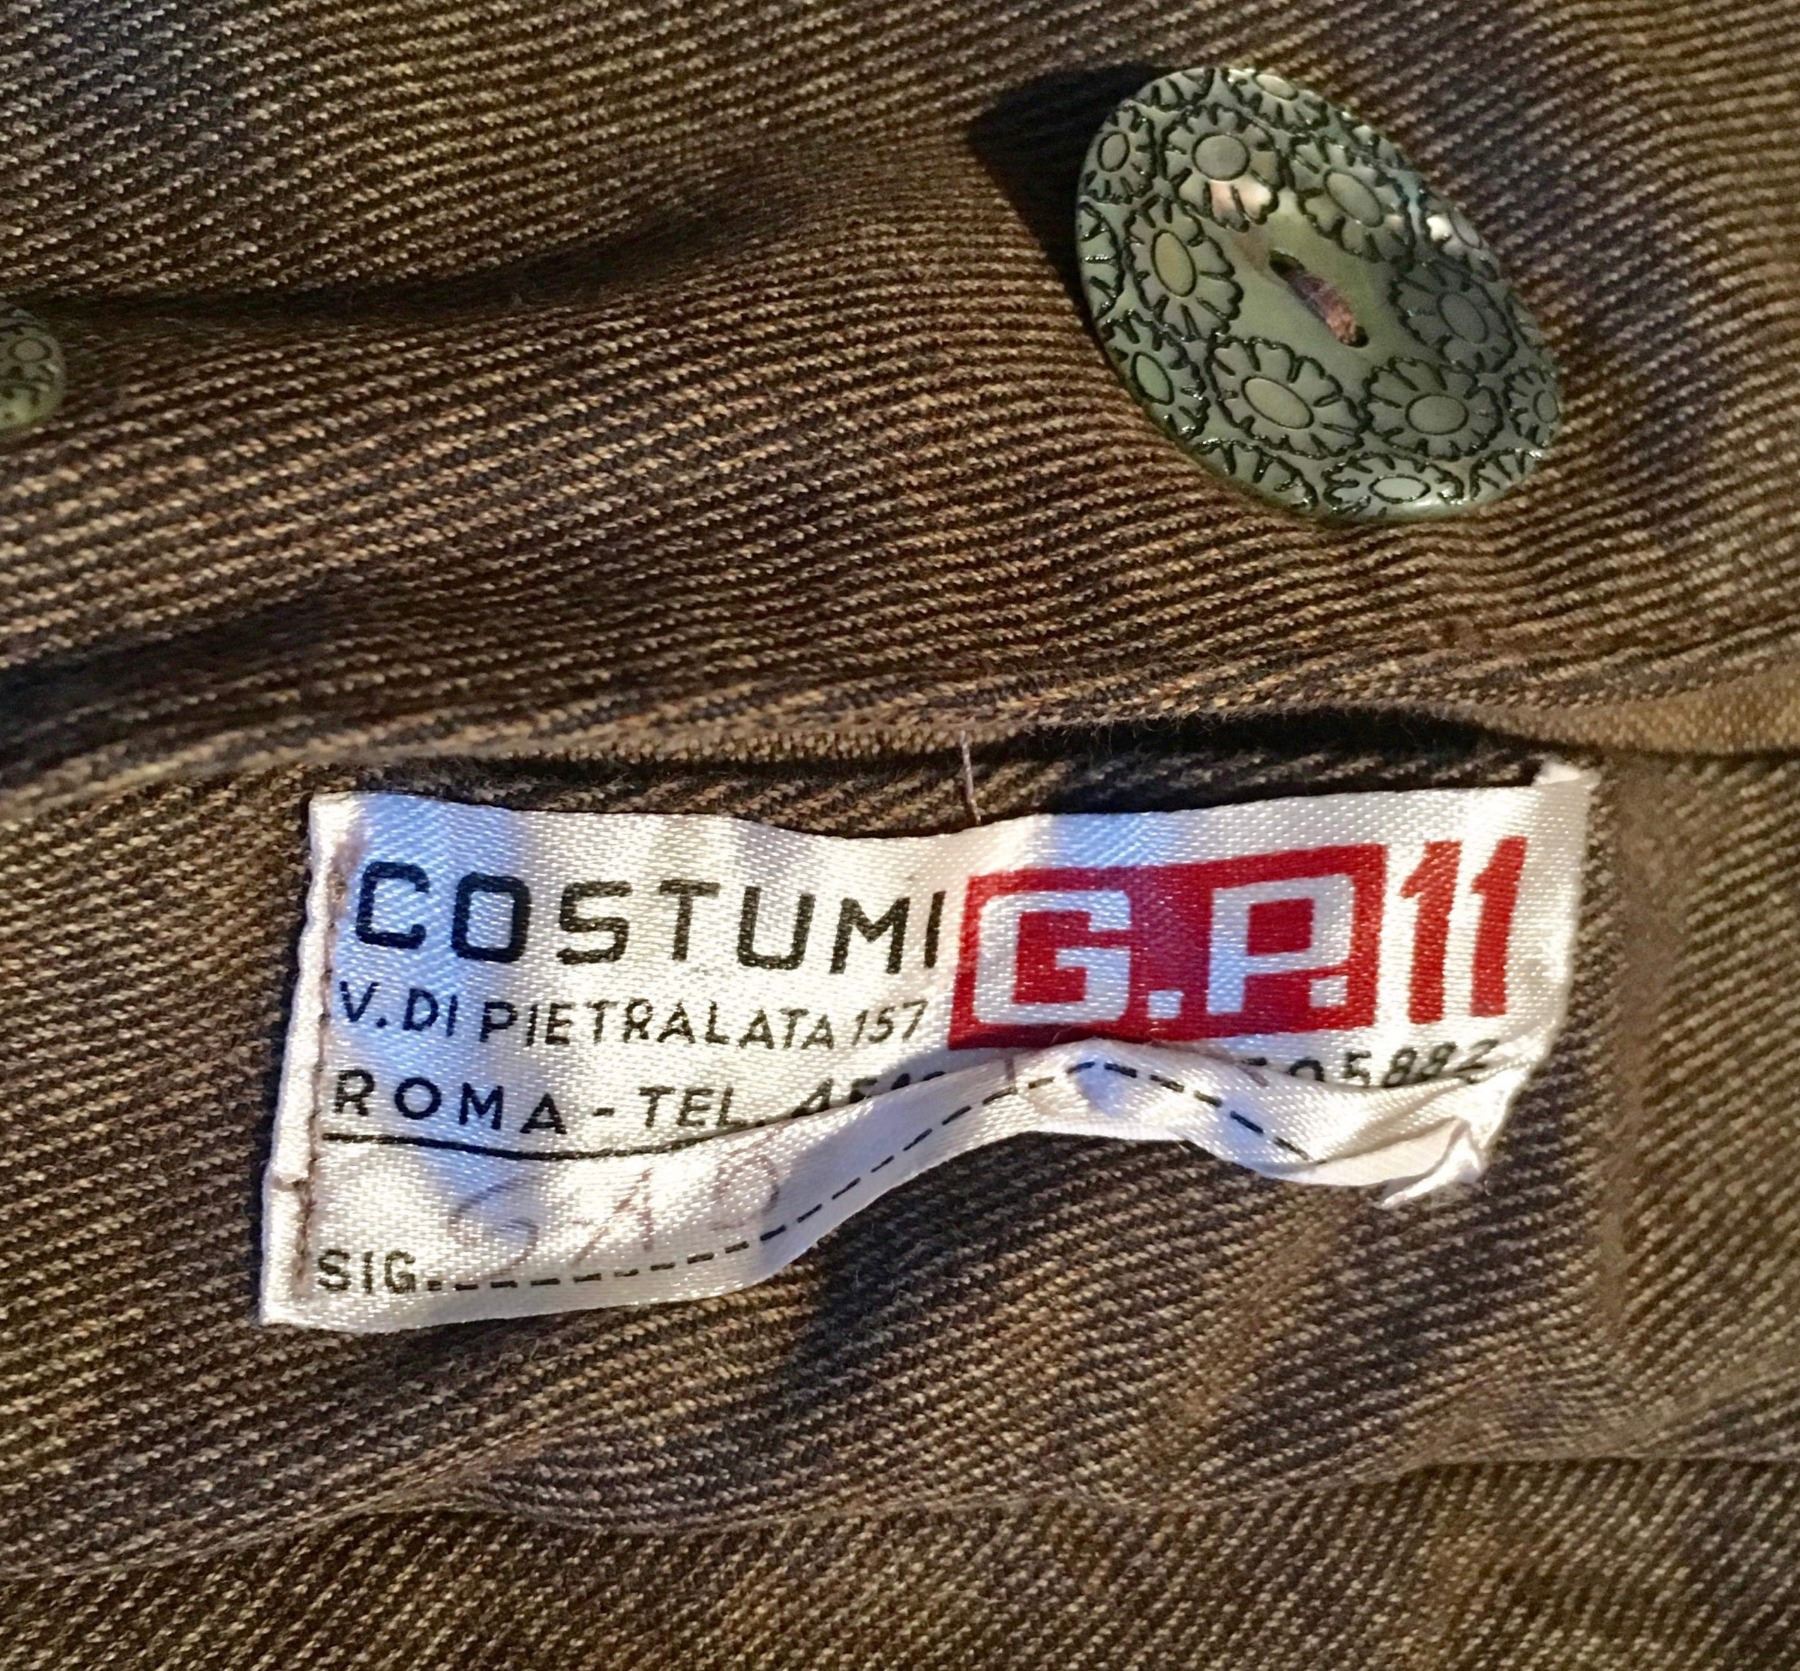 COSTUMI G.P. 11
V. DI PIETRALATA 157
ROMA - TEL.
SIG.